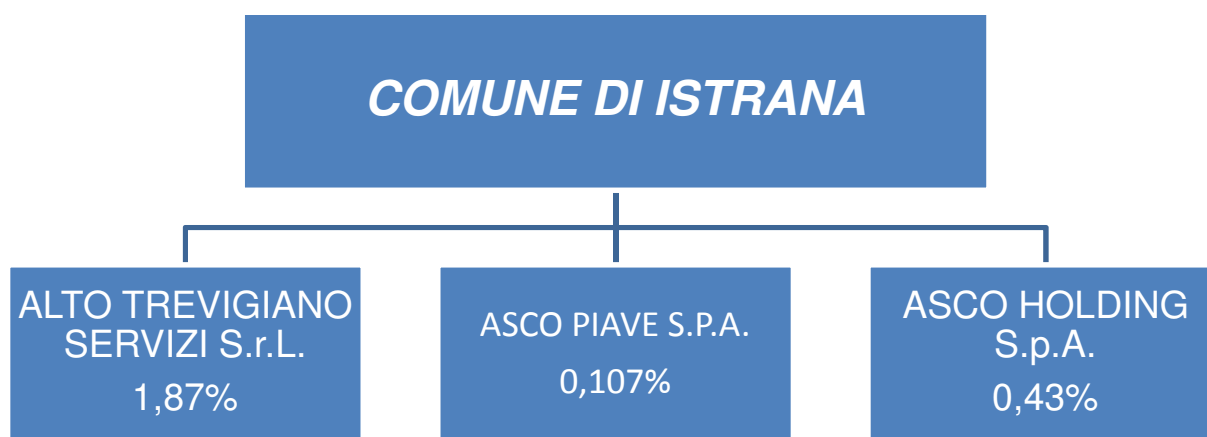 COMUNE DI ISTRANA
ALTO TREVIGIANO
SERVIZI S.r.L.
1,87%
ASCO PIAVE S.P.A.
0,107%
ASCO HOLDING
S.p.A.
0,43%